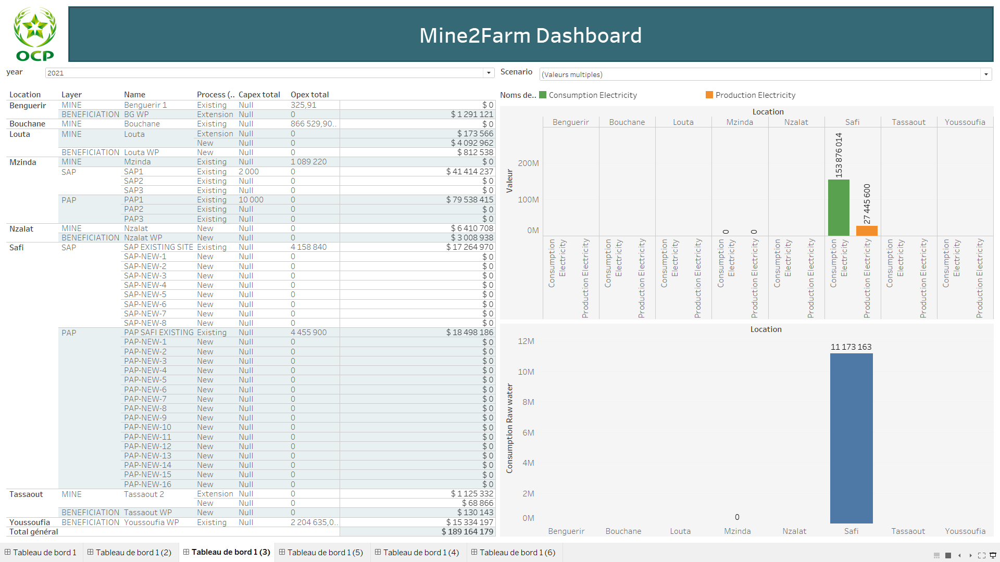 OCP
Mine2Farm Dashboard
year 2021
Scenario (Valeurs multiples)
Location Layer Name Process (.. Capex total Opex total
Benguerir MINE Benguerir 1 Existing Null 325,91 $ 0
BENEFICIATION BG WP Extension Null 0 $ 1 291 121
Bouchane MINE Bouchane Existing Null 866 529,90.. $ 0
Louta MINE Louta Extension Null 0 $ 173 566
New Null 0 $ 4 092 962
BENEFICIATION Louta WP New Null 0 $ 812 538
Mzinda MINE Mzinda Existing Null 1 089 220 $ 0
SAP SAP1 Existing 2 000 0 $ 41 414 237
SAP2 Existing Null 0 $ 0
SAP3 Existing Null 0 $ 0
PAP PAP1 Existing 10 000 0 $ 79 538 415
PAP2 Existing Null 0 $ 0
PAP3 Existing Null 0 $ 0
Nzalat MINE Nzalat New Null 0 $ 6 410 708
BENEFICIATION Nzalat WP New Null 0 $ 3 008 938
Safi SAP SAP EXISTING SITE Existing Null 4 158 840 $ 17 264 970
SAP-NEW-1 New Null 0 $ 0
SAP-NEW-2 New Null 0 $ 0
SAP-NEW-3 New Null 0 $ 0
SAP-NEW-4 New Null 0 $ 0
SAP-NEW-5 New Null 0 $ 0
SAP-NEW-6 New Null 0 $ 0
SAP-NEW-7 New Null 0 $ 0
SAP-NEW-8 New Null 0 $ 0
PAP PAP SAFI EXISTING Existing Null 4 455 900 $ 18 498 186
PAP-NEW-1 New Null 0 $ 0
PAP-NEW-2 New Null 0 $ 0
PAP-NEW-3 New Null 0 $ 0
PAP-NEW-4 New Null 0 $ 0
PAP-NEW-5 New Null 0 $ 0
PAP-NEW-6 New Null 0 $ 0
PAP-NEW-7 New Null 0 $ 0
PAP-NEW-8 New Null 0 $ 0
PAP-NEW-9 New Null 0 $ 0
PAP-NEW-10 New Null 0 $ 0
PAP-NEW-11 New Null 0 $ 0
PAP-NEW-12 New Null 0 $ 0
PAP-NEW-13 New Null 0 $ 0
PAP-NEW-14 New Null 0 $ 0
PAP-NEW-15 New Null 0 $ 0
PAP-NEW-16 New Null 0 $ 0
Tassaout MINE Tassaout 2 Extension Null 0 $ 1 125 332
New Null 0 $ 68 866
BENEFICIATION Tassaout WP New Null 0 $ 130 143
Youssoufia BENEFICIATION Youssoufia WP Existing Null 2 204 635,0.. $ 15 334 197
Total général $ 189 164 179
Noms de.. Consumption Electricity Production Electricity
Location
Benguerir Bouchane Louta Mzinda Nzalat Safi Tassaout Youssoufia
Valeur
200M
100M
0M
0 0 153 876 014 27 445 600
Consumption Electricity Production Electricity
Consumption Electricity Production Electricity
Consumption Electricity Production Electricity
Consumption Electricity Production Electricity
Consumption Electricity Production Electricity
Consumption Electricity Production Electricity
Consumption Electricity Production Electricity
Consumption Electricity Production Electricity
Location
Consumption Raw water
12M
10M
8M
6M
4M
2M
0M
0 11 173 163
Benguerir Bouchane Louta Mzinda Nzalat Safi Tassaout Youssoufia
Tableau de bord 1 Tableau de bord 1 (2) Tableau de bord 1 (3) Tableau de bord 1 (5) Tableau de bord 1 (4) Tableau de bord 1 (6)